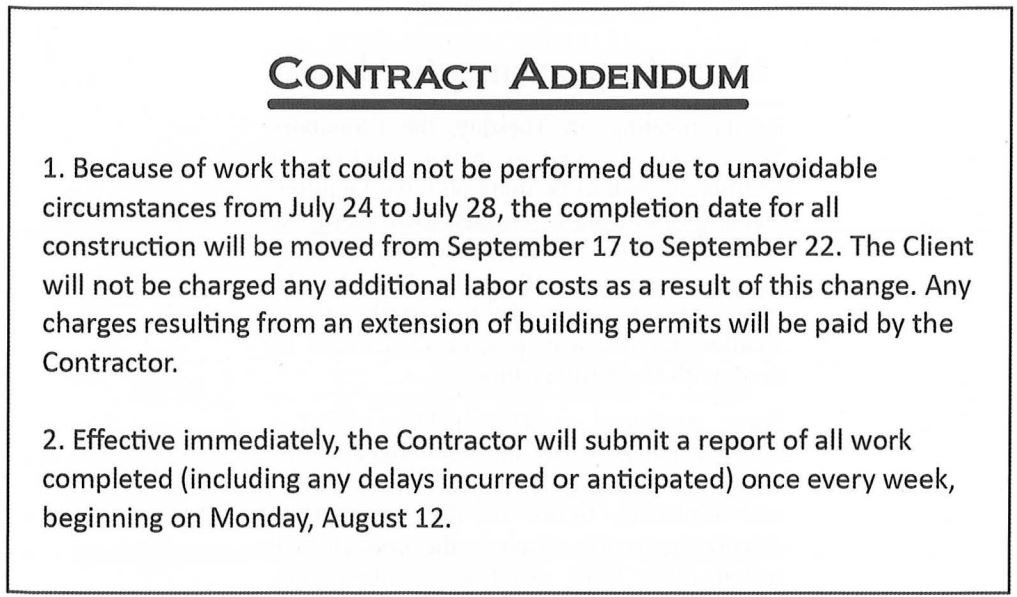 CONTRACT ADDENDUM
1. Because of work that could not be performed due to unavoidable
circumstances from July 24 to July 28, the completion date for all
construction will be moved from September 17 to September 22. The Client
will not be charged any additional labor costs as a result of this change. Any
charges resulting from an extension of building permits will be paid by the
Contractor.
2. Effective immediately, the Contractor will submit a report of all work
completed (including any delays incurred or anticipated) once every week,
beginning on Monday, August 12.